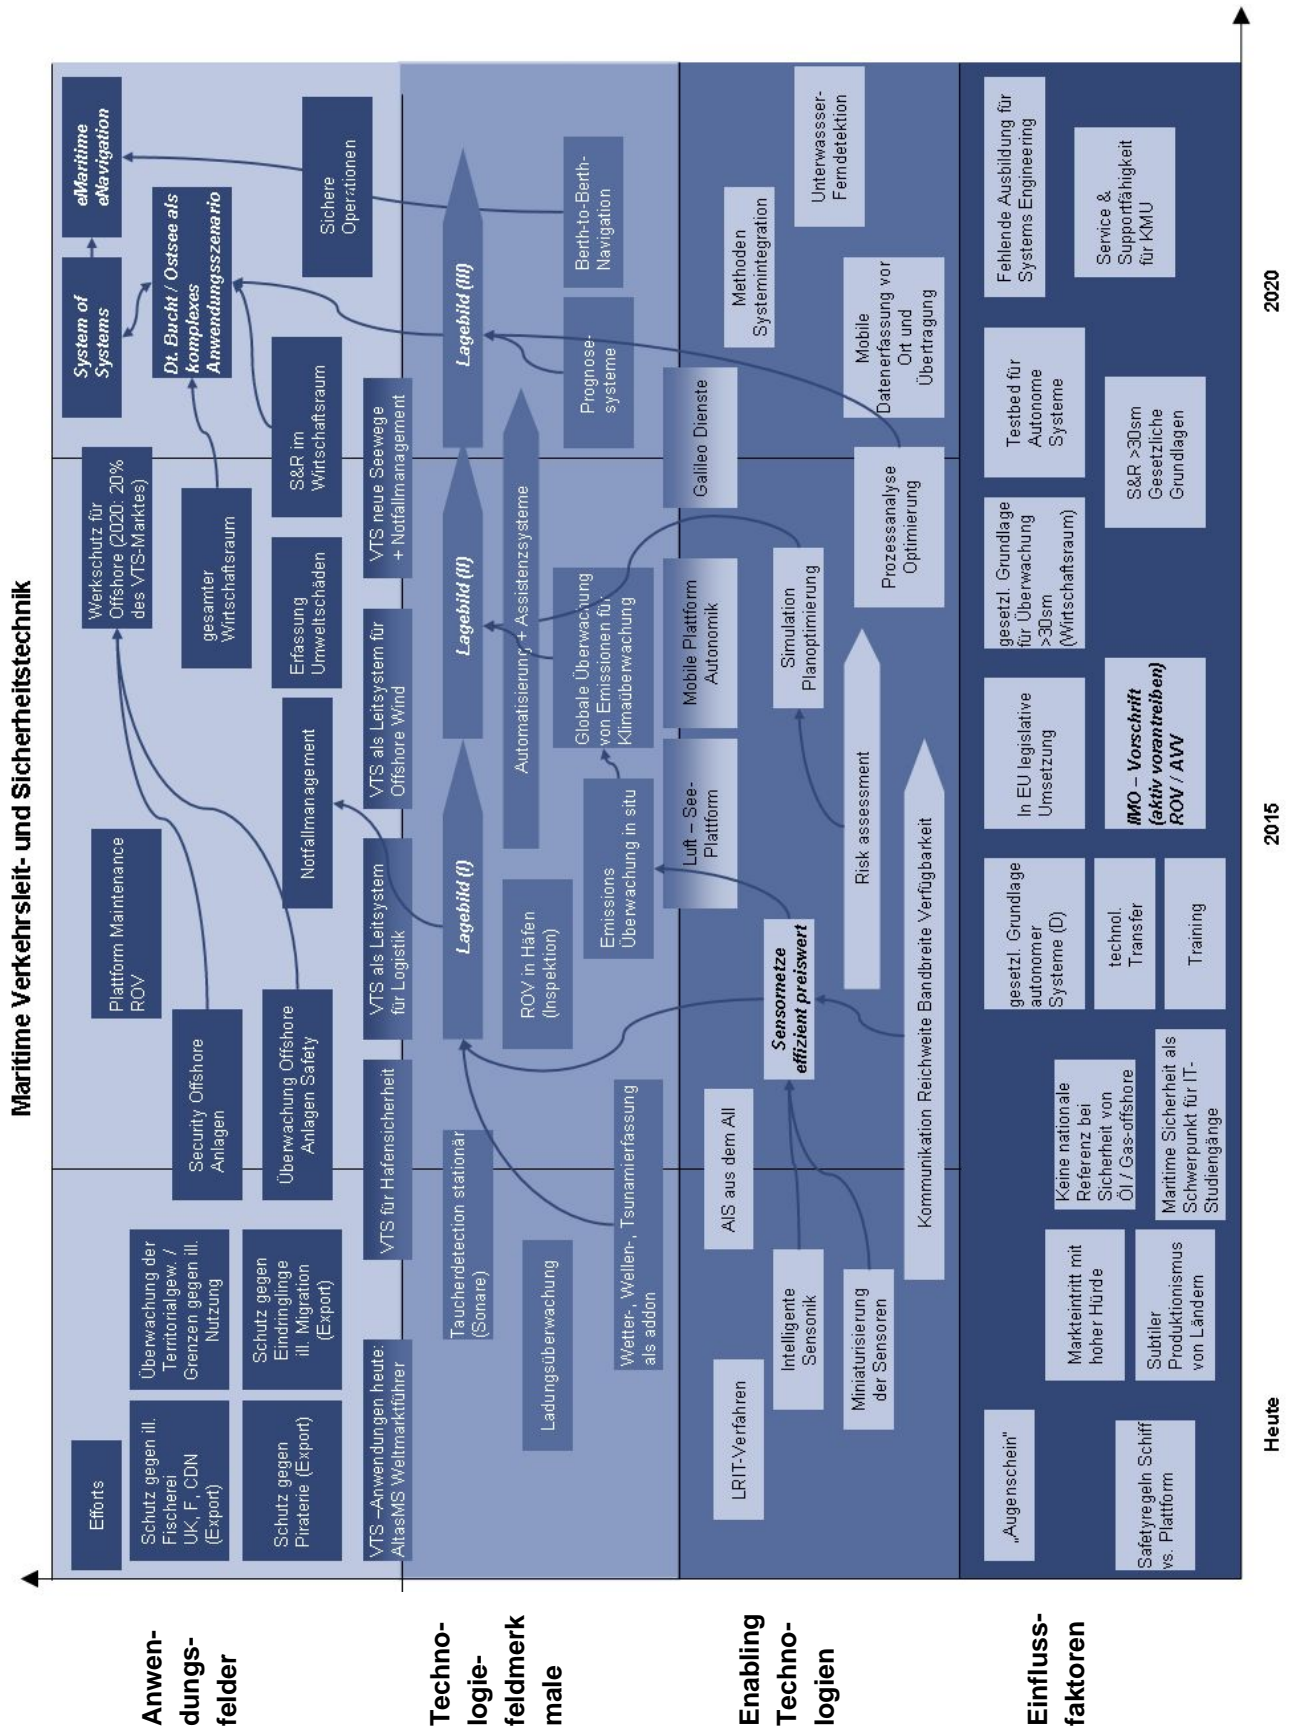 Maritime Verkehrsleit- und Sicherheitstechnik
Anwen-
dungs-
felder
Efforts
Schutz gegen ill.
Fischerei
UK, F, CDN
(Export)
Schutz gegen
Piraterie (Export)
Überwachung der
Territorialgew. /
Grenzen gegen ill.
Nutzung
Schutz gegen
Eindringlinge
ill. Migration
(Export)
Security Offshore
Anlagen
Überwachung Offshore
Anlagen Safety
Plattform Maintenance
ROV
Notfallmanagement
Werkschutz für
Offshore (2020: 20%
des VTS-Marktes)
gesamter
Wirtschaftsraum
Erfassung
Umweltschäden
S&R im
Wirtschaftsraum
System of
Systems
eMaritime
eNavigation
Dt. Bucht / Ostsee als
komplexes
Anwendungsszenario
Sichere
Operationen
VTS –Anwendungen heute:
AltasMS Weltmarktführer
VTS für Hafensicherheit
VTS als Leitsystem
für Logistik
VTS als Leitsystem für
Offshore Wind
VTS neue Seewege
+ Notfallmanagement
Techno-
logie-
feldmerk
male
Taucherdetection stationär
(Sonare)
Ladungsüberwachung
Wetter-, Wellen-, Tsunamierfassung
als addon
Lagebild (I)
Lagebild (II)
Lagebild (III)
ROV in Häfen
(Inspektion)
Automatisierung + Assistenzsysteme
Emissions
Überwachung in situ
Globale Überwachung
von Emissionen für
Klimaüberwachung
Prognose-
systeme
Berth-to-Berth-
Navigation
Luft – See-
Plattform
Mobile Plattform
Autonomik
Galileo Dienste
Enabling
Techno-
logien
LRIT-Verfahren
AIS aus dem All
Intelligente
Sensonik
Miniaturisierung
der Sensoren
Sensornetze
effizient preiswert
Kommunikation Reichweite Bandbreite Verfügbarkeit
Risk assessment
Simulation
Planoptimierung
Prozessanalyse
Optimierung
Methoden
Systemintegration
Mobile
Datenerfassung vor
Ort und
Übertragung
Unterwassser-
Ferndetektion
Einfluss-
faktoren
„Augenschein"
Safetyregeln Schiff
vs. Plattform
Markteintritt mit
hoher Hürde
Subtiler
Produktionismus
von Ländern
Keine nationale
Referenz bei
Sicherheit von
Öl / Gas-offshore
Maritime Sicherheit als
Schwerpunkt für IT-
Studiengänge
gesetzl. Grundlage
autonomer
Systeme (D)
technol.
Transfer
Training
In EU legislative
Umsetzung
IMO – Vorschrift
(aktiv vorantreiben)
ROV / AVV
gesetzl. Grundlage
für Überwachung
>30sm
(Wirtschaftsraum)
Testbed für
Autonome
Systeme
S&R >30sm
Gesetzliche
Grundlagen
Fehlende Ausbildung für
Systems Engineering
Service &
Supportfähigkeit
für KMU
Heute
2015
2020